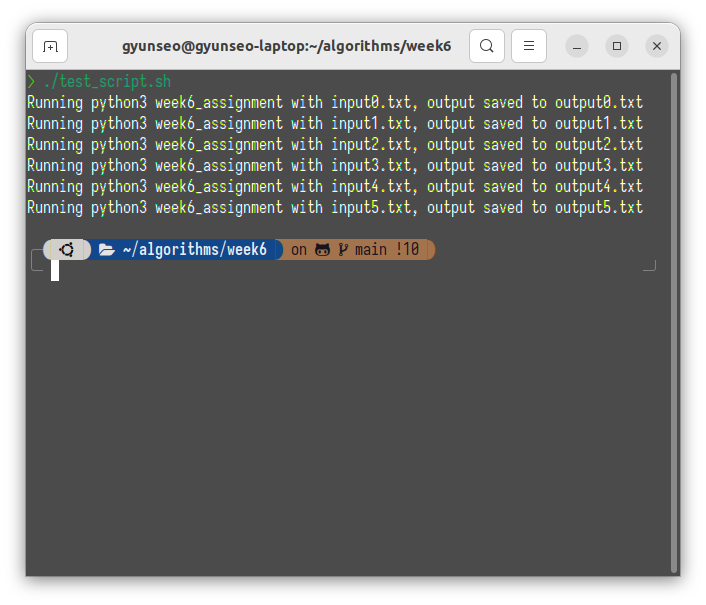 gyunseo@gyunseo-laptop:~/algorithms/week6
❯ ./test_script.sh
Running python3 week6_assignment with input0.txt, output saved to output0.txt
Running python3 week6_assignment with input1.txt, output saved to output1.txt
Running python3 week6_assignment with input2.txt, output saved to output2.txt
Running python3 week6_assignment with input3.txt, output saved to output3.txt
Running python3 week6_assignment with input4.txt, output saved to output4.txt
Running python3 week6_assignment with input5.txt, output saved to output5.txt
~/algorithms/week6 on main !10